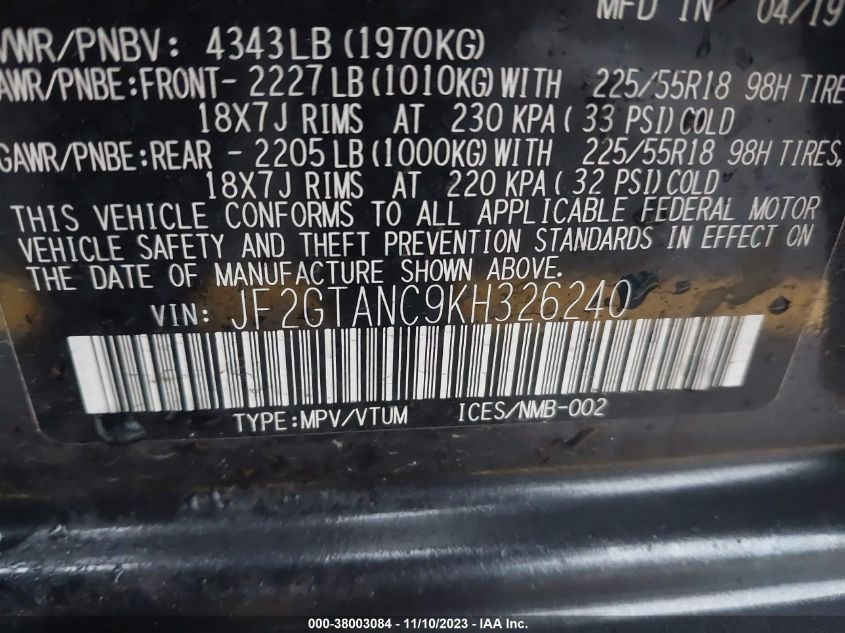 MFD IN 04/19
VWR/PNBV: 4343LB (1970KG)
AWR/PNBE:FRONT- 2227LB(1010KG)WITH 225/55R18 98H TIRE
18X7J RIMS AT 230 KPA( 33 PSI)COLD
GAWR/PNBE:REAR - 2205LB(1000KG)WITH 225/55R18 98H TIRES,
18X7J RIMS AT 220 KPA( 32 PSI)COLD
THIS VEHICLE CONFORMS TO ALL APPLICABLE FEDERAL MOTOR
VEHICLE SAFETY AND THEFT PREVENTION STANDARDS IN EFFECT ON
THE DATE OF MANUFACTURE SHOWN ABOVE.
VIN: JF2GTANC9KH326240
TYPE:MPV/VTUM ICES/NMB-002
000-38003084 - 11/10/2023 - IAA Inc.